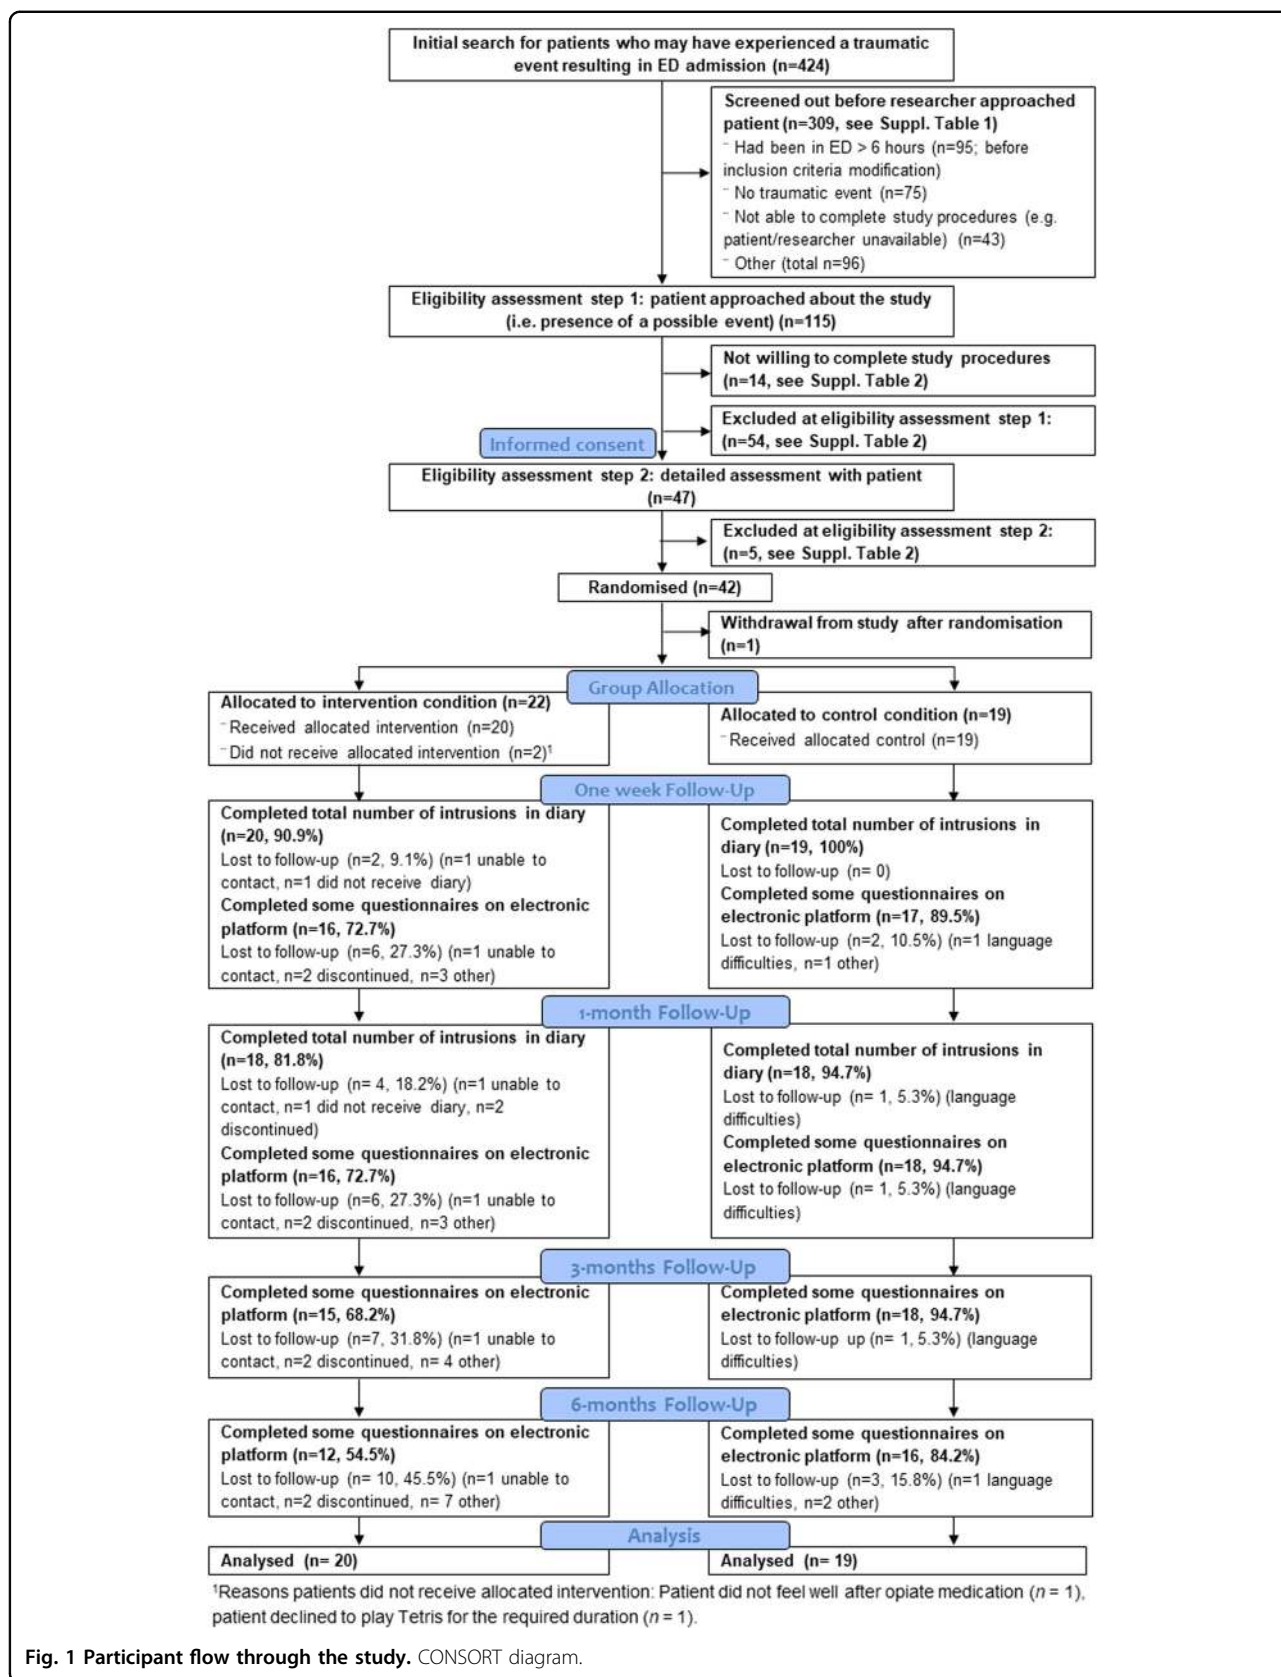 Initial search for patients who may have experienced a traumatic
event resulting in ED admission (n=424)
Screened out before researcher approached
patient (n=309, see Suppl. Table 1)
- Had been in ED > 6 hours (n=95; before
inclusion criteria modification)
- No traumatic event (n=75)
- Not able to complete study procedures (e.g.
patient/researcher unavailable) (n=43)
- Other (total n=96)
Eligibility assessment step 1: patient approached about the study
(i.e. presence of a possible event) (n=115)
Not willing to complete study procedures
(n=14, see Suppl. Table 2)
Excluded at eligibility assessment step 1:
(n=54, see Suppl. Table 2)
Informed consent
Eligibility assessment step 2: detailed assessment with patient
(n=47)
Excluded at eligibility assessment step 2:
(n=5, see Suppl. Table 2)
Randomised (n=42)
Withdrawal from study after randomisation
(n=1)
Group Allocation
Allocated to intervention condition (n=22)
- Received allocated intervention (n=20)
- Did not receive allocated intervention (n=2)¹
Allocated to control condition (n=19)
- Received allocated control (n=19)
One week Follow-Up
Completed total number of intrusions in diary
(n=20, 90.9%)
Lost to follow-up (n=2, 9.1%) (n=1 unable to
contact, n=1 did not receive diary)
Completed some questionnaires on electronic
platform (n=16, 72.7%)
Lost to follow-up (n=6, 27.3%) (n=1 unable to
contact, n=2 discontinued, n=3 other)
Completed total number of intrusions in
diary (n=19, 100%)
Lost to follow-up (n= 0)
Completed some questionnaires on
electronic platform (n=17, 89.5%)
Lost to follow-up (n=2, 10.5%) (n=1 language
difficulties, n=1 other)
1-month Follow-Up
Completed total number of intrusions in diary
(n=18, 81.8%)
Lost to follow-up (n= 4, 18.2%) (n=1 unable to
contact, n=1 did not receive diary, n=2
discontinued)
Completed some questionnaires on electronic
platform (n=16, 72.7%)
Lost to follow-up (n=6, 27.3%) (n=1 unable to
contact, n=2 discontinued, n=3 other)
Completed total number of intrusions in
diary (n=18, 94.7%)
Lost to follow-up (n= 1, 5.3%) (language
difficulties)
Completed some questionnaires on
electronic platform (n=18, 94.7%)
Lost to follow-up (n= 1, 5.3%) (language
difficulties)
3-months Follow-Up
Completed some questionnaires on electronic
platform (n=15, 68.2%)
Lost to follow-up (n=7, 31.8%) (n=1 unable to
contact, n=2 discontinued, n= 4 other)
Completed some questionnaires on
electronic platform (n=18, 94.7%)
Lost to follow-up up (n= 1, 5.3%) (language
difficulties)
6-months Follow-Up
Completed some questionnaires on electronic
platform (n=12, 54.5%)
Lost to follow-up (n= 10, 45.5%) (n=1 unable to
contact, n=2 discontinued, n= 7 other)
Completed some questionnaires on
electronic platform (n=16, 84.2%)
Lost to follow-up (n=3, 15.8%) (n=1 language
difficulties, n=2 other)
Analysis
Analysed (n= 20)
Analysed (n= 19)
¹Reasons patients did not receive allocated intervention: Patient did not feel well after opiate medication (n = 1),
patient declined to play Tetris for the required duration (n = 1).
Fig. 1 Participant flow through the study. CONSORT diagram.